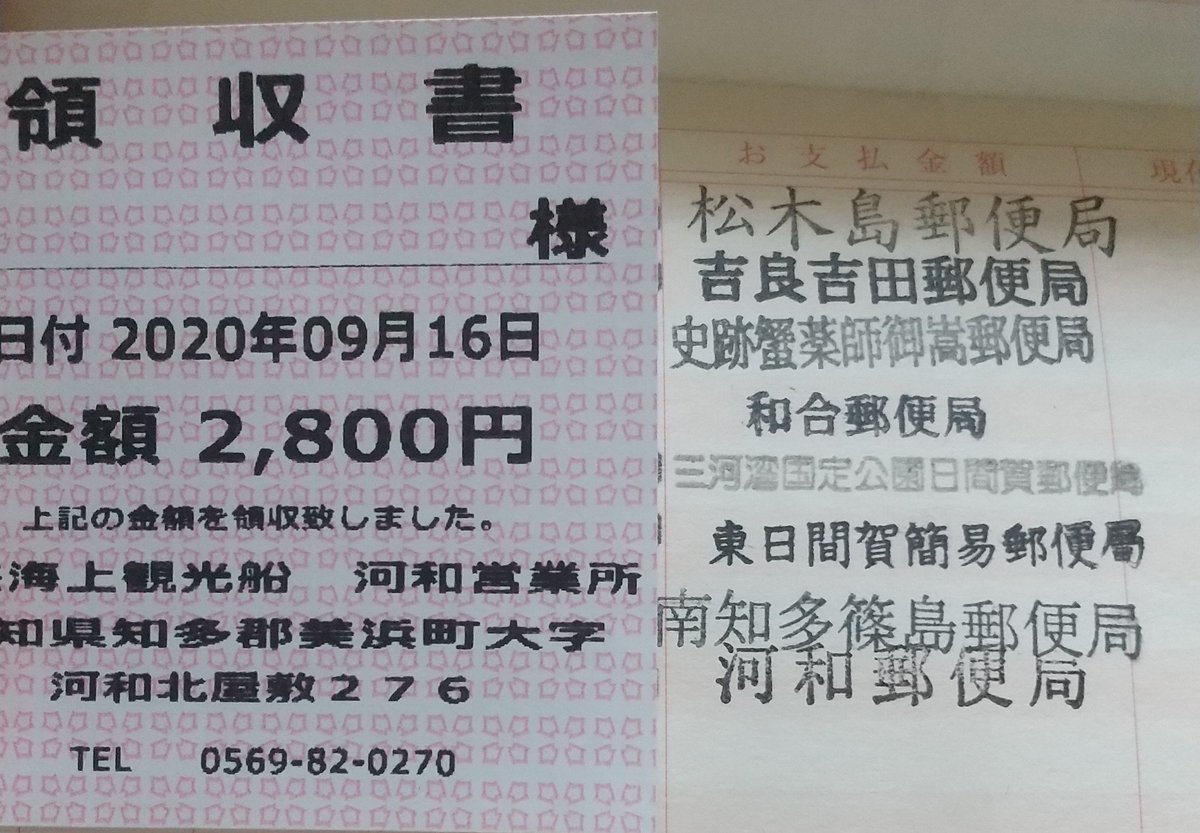 領収書
様
日付 2020年09月16日
金額 2,800円
上記の金額を領収致しました。
海上観光船 河和営業所
知県知多郡美浜町大字
河和北屋敷276
TEL 0569-82-0270
お支払金額
現
松木島郵便局
吉良吉田郵便局
史跡蟹薬師御嵩郵便局
和合郵便局
三河湾国定公園日間賀郵便局
東日間賀簡易郵便局
南知多篠島郵便局
河和郵便局